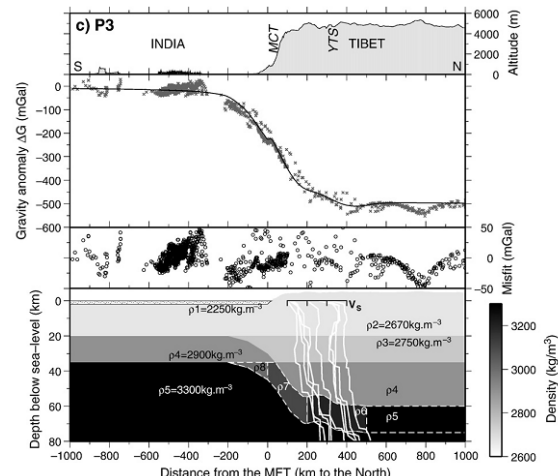 c) P3
INDIA
MCT
YTS
TIBET
S
N
6000
4000
2000
0
Altitude (m)
0
−100
−200
−300
−400
−500
−600
Gravity anomaly ΔG (mGal)
50
0
−50
Misfit (mGal)
0
20
40
60
80
Depth below sea−level (km)
ρ1=2250kg.m⁻³
Vs
ρ2=2670kg.m⁻³
ρ3=2750kg.m⁻³
ρ4=2900kg.m⁻³
ρ8
ρ5=3300kg.m⁻³
ρ7
ρ4
ρ6
ρ5
3200
3000
2800
2600
Density (kg/m³)
−1000 −800 −600 −400 −200 0 200 400 600 800 1000
Distance from the MFT (km to the North)